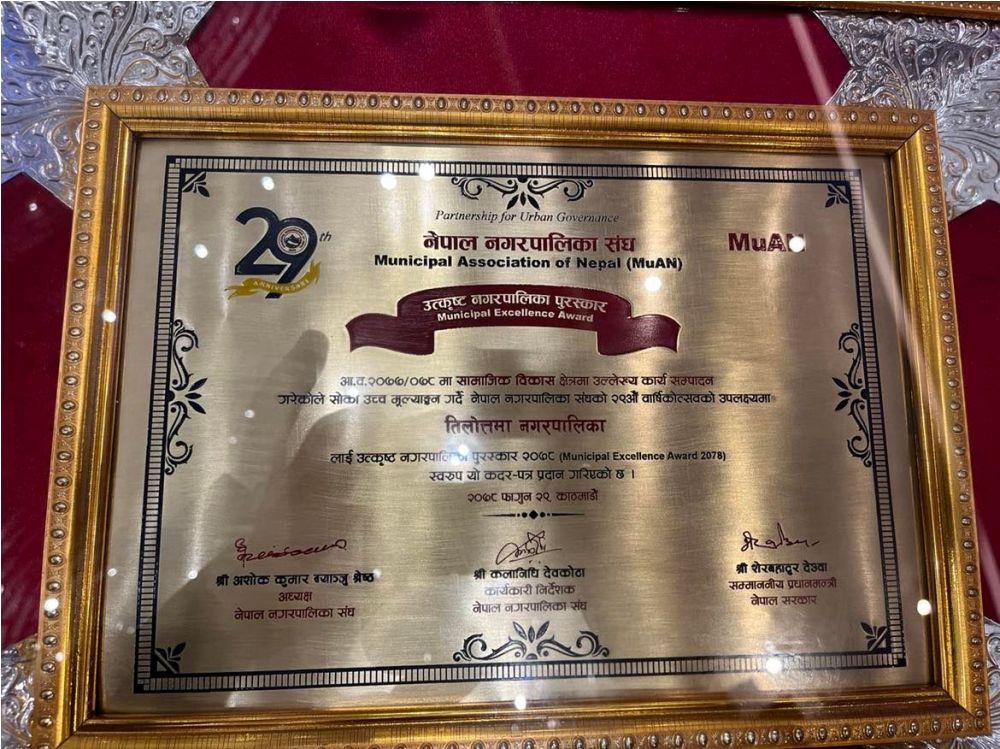 29th
ANNIVERSARY
Partnership for Urban Governance
नेपाल नगरपालिका संघ
Municipal Association of Nepal (MuAN)
MuAN
उत्कृष्ट नगरपालिका पुरस्कार
Municipal Excellence Award
आ.व.२०७७/०७८ मा सामाजिक विकास क्षेत्रमा उल्लेख्य कार्य सम्पादन
गरेकोले सोको उच्च मूल्याङ्कन गर्दै नेपाल नगरपालिका संघको २९औं वार्षिकोत्सवको उपलक्ष्यमा
तिलोत्तमा नगरपालिका
लाई उत्कृष्ठ नगरपालिका पुरस्कार २०७८ (Municipal Excellence Award 2078)
स्वरुप यो कदर-पत्र प्रदान गरिएको छ ।
२०७८ फागुन २९, काठमाडौं
श्री अशोक कुमार ब्याञ्जु श्रेष्ठ
अध्यक्ष
नेपाल नगरपालिका संघ
श्री कलानिधि देवकोटा
कार्यकारी निर्देशक
नेपाल नगरपालिका संघ
श्री शेरबहादुर देउवा
सम्माननीय प्रधानमन्त्री
नेपाल सरकार